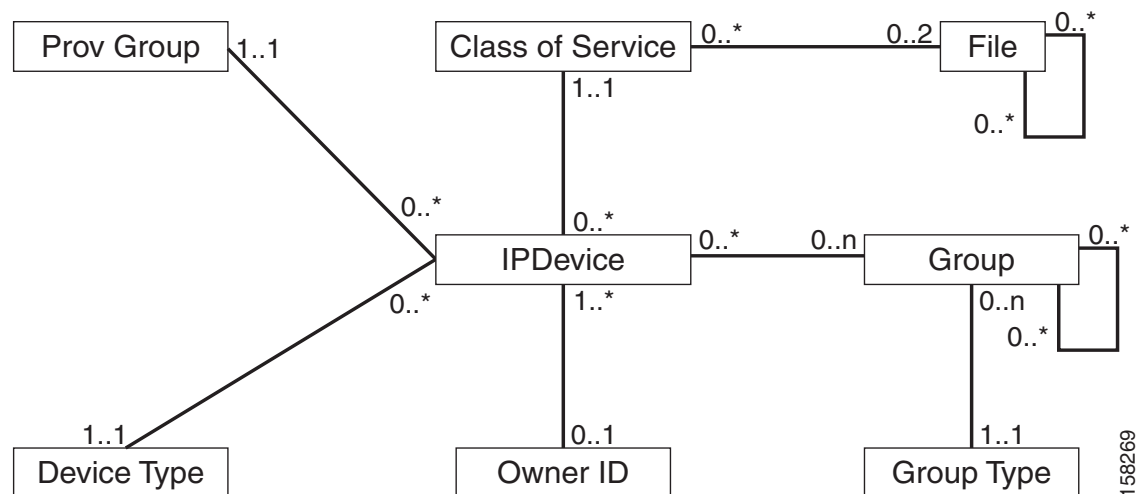 Prov Group
1..1
Class of Service
0..*
0..2
File
0..*
1..1
0..*
0..*
0..*
IPDevice
0..*
0..n
Group
0..*
0..*
1..*
0..n
0..*
1..1
0..1
1..1
Device Type
Owner ID
Group Type
158269